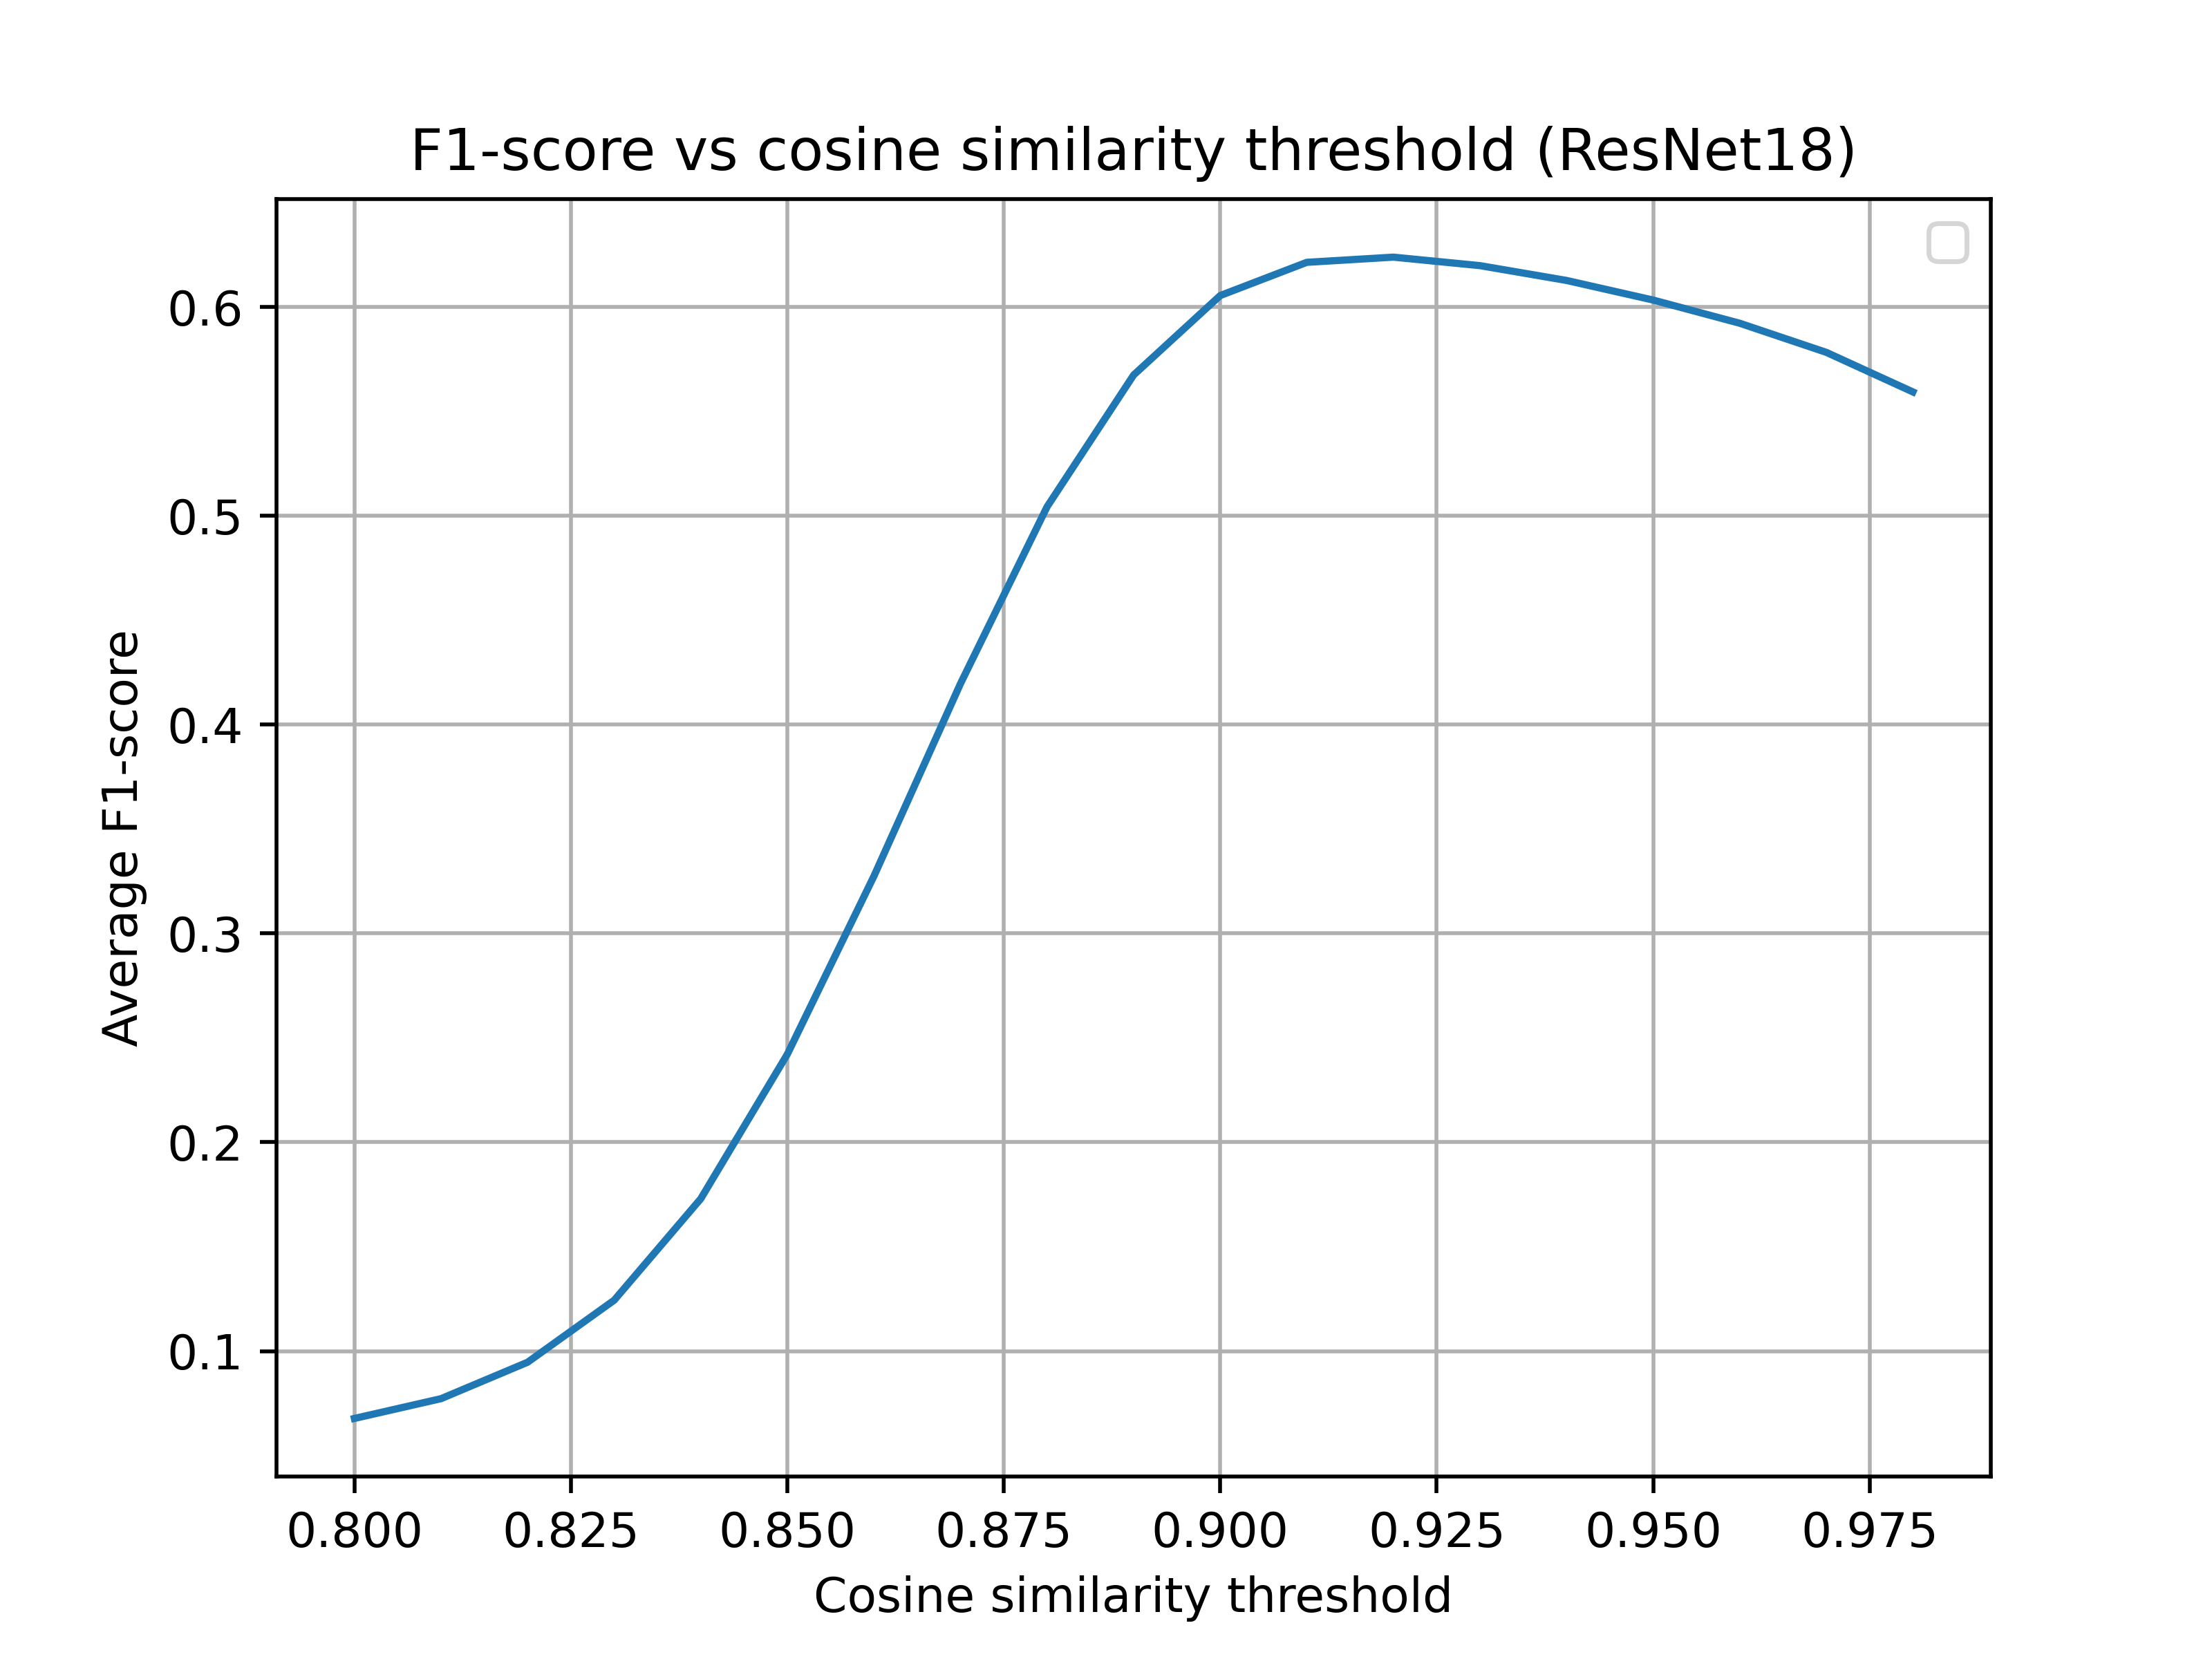 F1-score vs cosine similarity threshold (ResNet18)
0.6
0.5
0.4
0.3
0.2
0.1
Average F1-score
0.800 0.825 0.850 0.875 0.900 0.925 0.950 0.975
Cosine similarity threshold